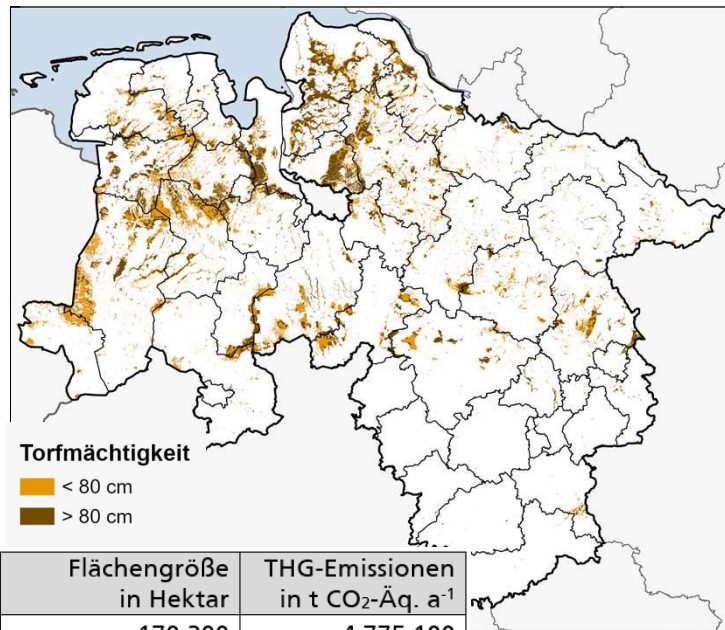 Torfmächtigkeit
< 80 cm
> 80 cm
Flächengröße in Hektar
THG-Emissionen in t CO₂-Äq. a⁻¹